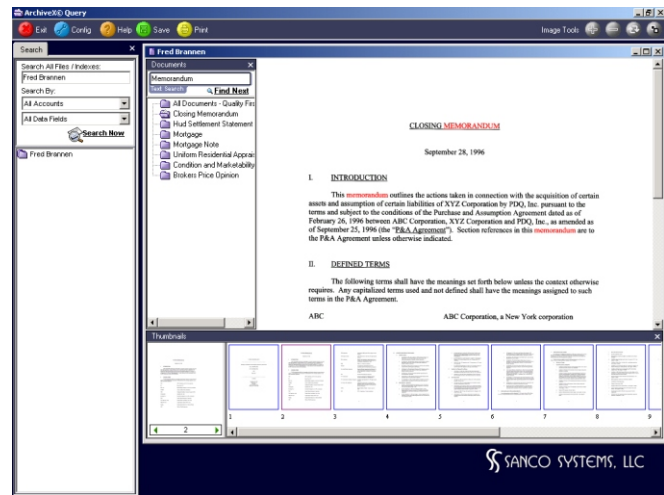 ArchiveX© Query
Exit Config Help Save Print Image Tools
Search
Search All Files / Indexes:
Fred Brannen
Search By:
All Accounts
All Data Fields
Search Now
Fred Brannen
Fred Brannen
Documents
Memorandum
Text Search Find Next
All Documents - Quality Firs
Closing Memorandum
Hud Settlement Statement
Mortgage
Mortgage Note
Uniform Residential Apprais
Condition and Marketability
Brokers Price Opinion
CLOSING MEMORANDUM
September 28, 1996
I. INTRODUCTION
This memorandum outlines the actions taken in connection with the acquisition of certain
assets and assumption of certain liabilities of XYZ Corporation by PDQ, Inc. pursuant to the
terms and subject to the conditions of the Purchase and Assumption Agreement dated as of
February 26, 1996 between ABC Corporation, XYZ Corporation and PDQ, Inc., as amended as
of September 25, 1996 (the "P&A Agreement"). Section references in this memorandum are to
the P&A Agreement unless otherwise indicated.
II. DEFINED TERMS
The following terms shall have the meanings set forth below unless the context otherwise
requires. Any capitalized terms used and not defined shall have the meanings assigned to such
terms in the P&A Agreement.
ABC ABC Corporation, a New York corporation
Thumbnails
1 2 3 4 5 6 7 8 9
2
SANCO SYSTEMS, LLC